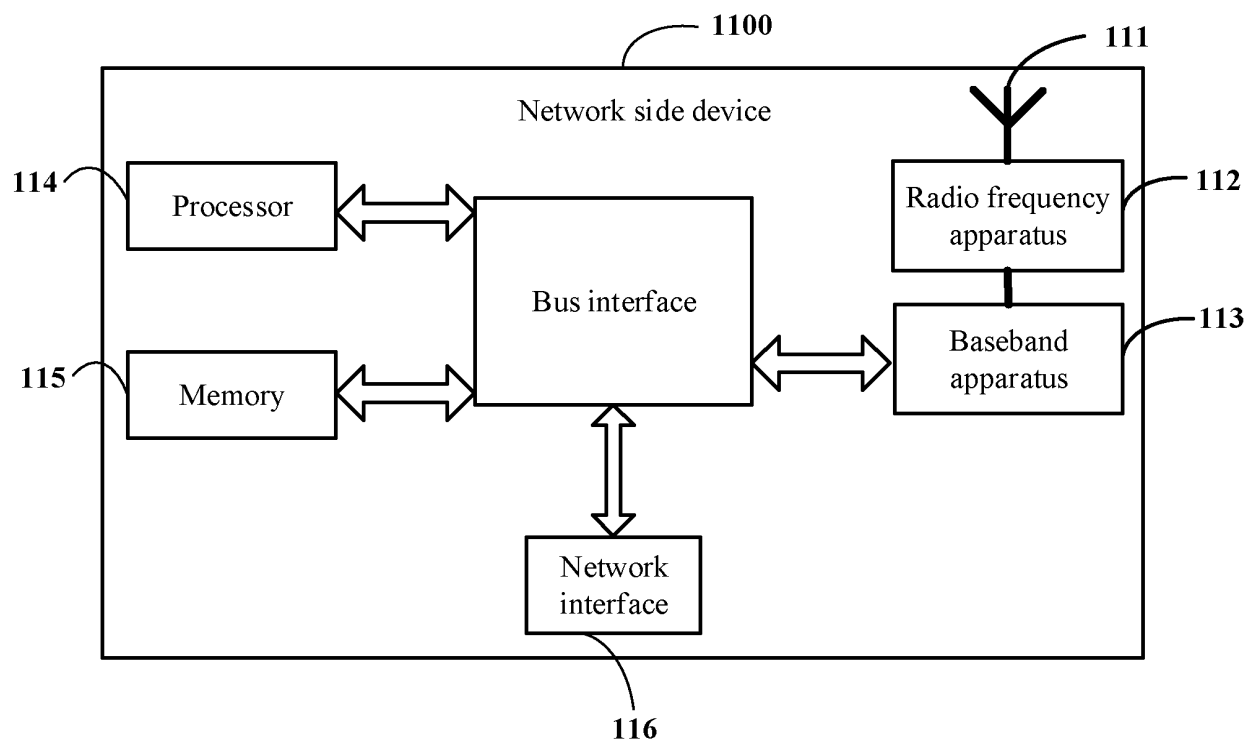 1100
111
Network side device
114
Processor
Radio frequency
apparatus
112
Bus interface
113
Baseband
apparatus
115
Memory
Network
interface
116